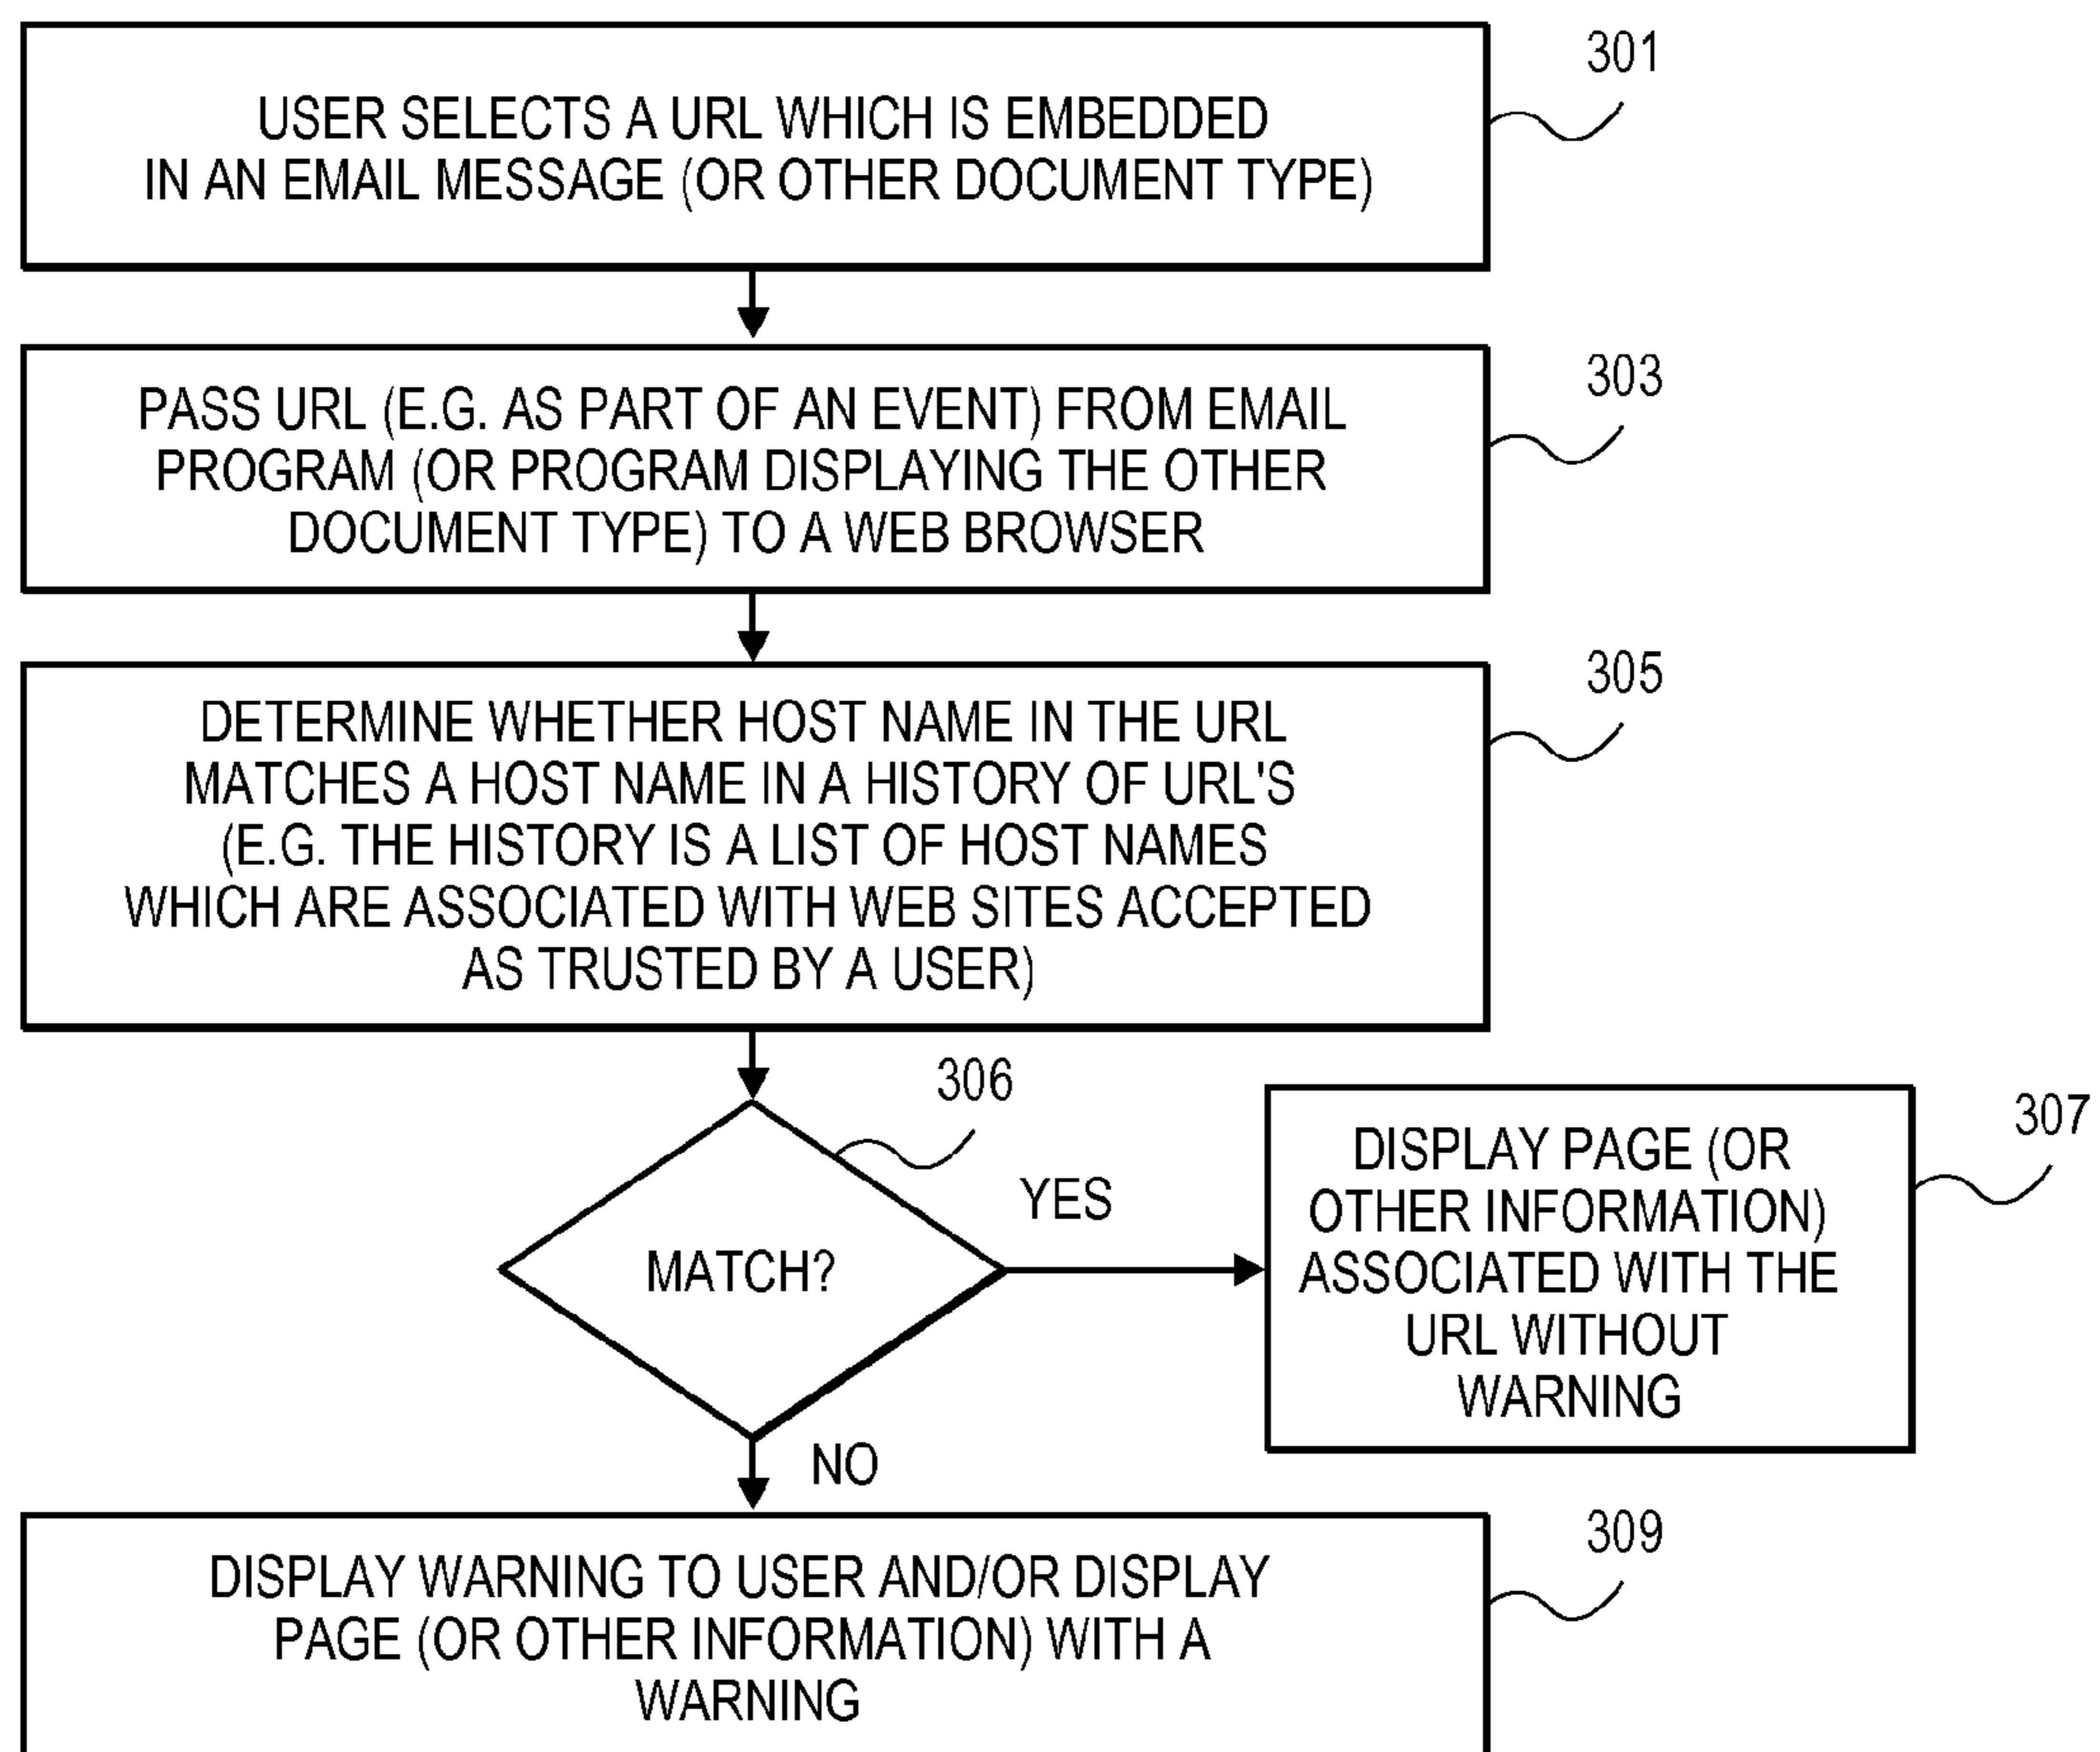 301
USER SELECTS A URL WHICH IS EMBEDDED
IN AN EMAIL MESSAGE (OR OTHER DOCUMENT TYPE)
303
PASS URL (E.G. AS PART OF AN EVENT) FROM EMAIL
PROGRAM (OR PROGRAM DISPLAYING THE OTHER
DOCUMENT TYPE) TO A WEB BROWSER
305
DETERMINE WHETHER HOST NAME IN THE URL
MATCHES A HOST NAME IN A HISTORY OF URL'S
(E.G. THE HISTORY IS A LIST OF HOST NAMES
WHICH ARE ASSOCIATED WITH WEB SITES ACCEPTED
AS TRUSTED BY A USER)
306
MATCH?
YES
307
DISPLAY PAGE (OR
OTHER INFORMATION)
ASSOCIATED WITH THE
URL WITHOUT
WARNING
NO
309
DISPLAY WARNING TO USER AND/OR DISPLAY
PAGE (OR OTHER INFORMATION) WITH A
WARNING